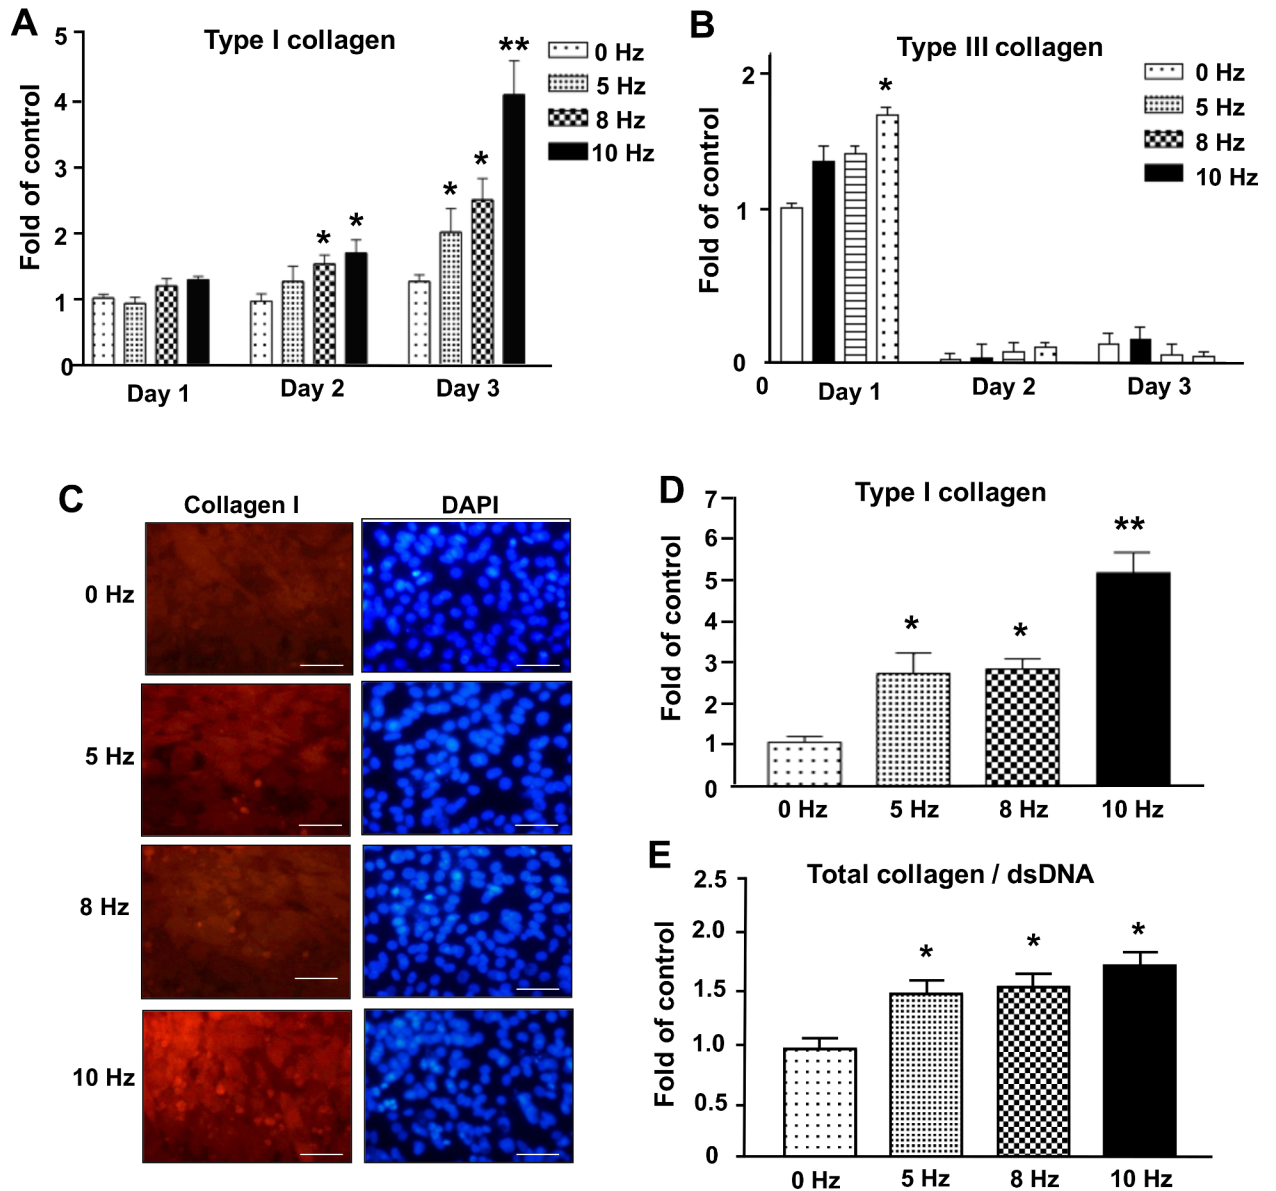 A
Type I collagen
5
4
3
2
1
0
Fold of control
**
*
*
*
*
0 Hz
5 Hz
8 Hz
10 Hz
Day 1
Day 2
Day 3
B
Type III collagen
2
1
0
0
Fold of control
*
0 Hz
5 Hz
8 Hz
10 Hz
Day 1
Day 2
Day 3
C
Collagen I
DAPI
0 Hz
5 Hz
8 Hz
10 Hz
D
Type I collagen
7
6
5
4
3
2
1
0
Fold of control
*
*
**
0 Hz
5 Hz
8 Hz
10 Hz
E
Total collagen / dsDNA
2.5
2.0
1.5
1.0
0.5
0
Fold of control
*
*
*
0 Hz
5 Hz
8 Hz
10 Hz